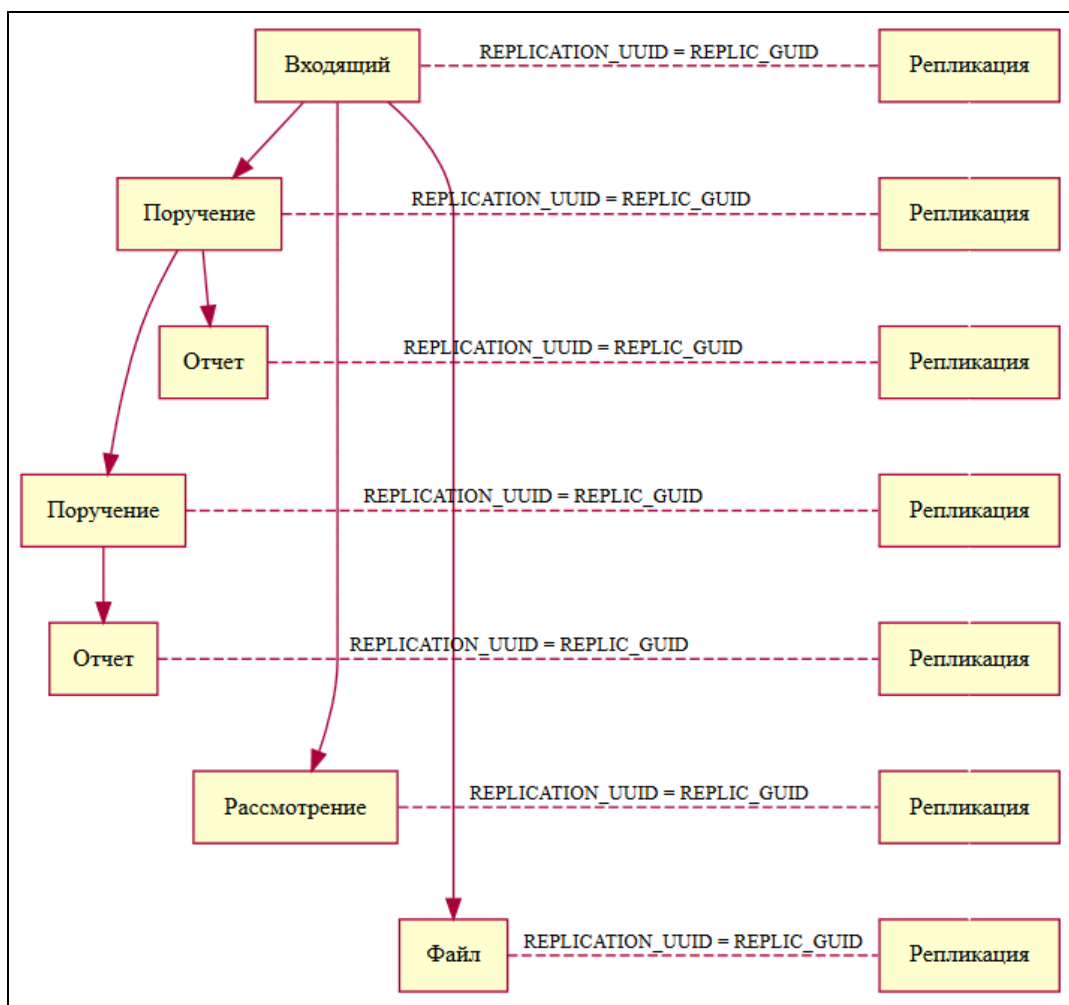 Входящий
REPLICATION_UUID = REPLIC_GUID
Репликация
Поручение
REPLICATION_UUID = REPLIC_GUID
Репликация
Отчет
REPLICATION_UUID = REPLIC_GUID
Репликация
Поручение
REPLICATION_UUID = REPLIC_GUID
Репликация
Отчет
REPLICATION_UUID = REPLIC_GUID
Репликация
Рассмотрение
REPLICATION_UUID = REPLIC_GUID
Репликация
Файл
REPLICATION_UUID = REPLIC_GUID
Репликация